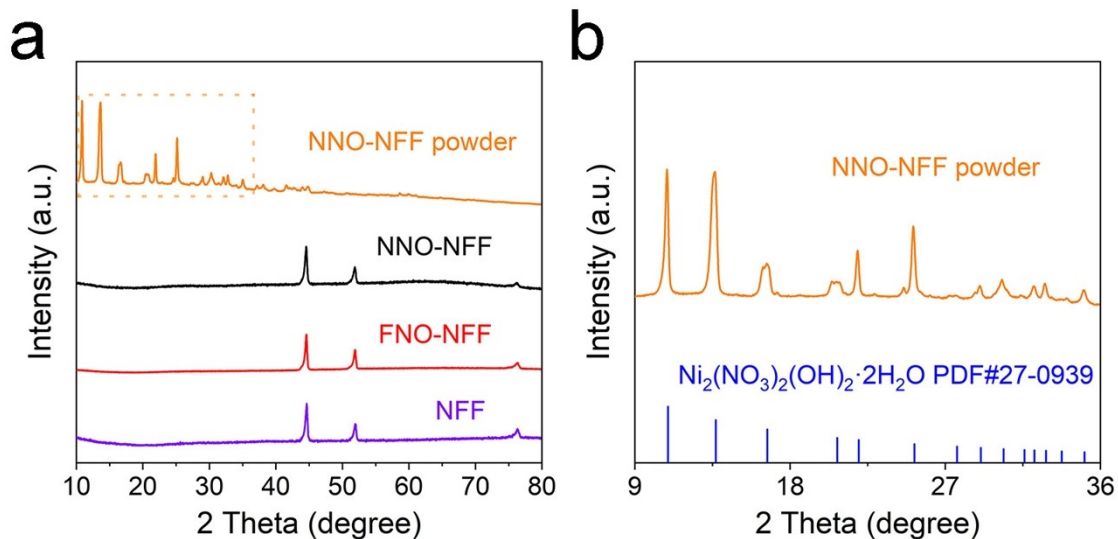 a
Intensity (a.u.)
NNO-NFF powder
NNO-NFF
FNO-NFF
NFF
10 20 30 40 50 60 70 80
2 Theta (degree)
b
Intensity (a.u.)
NNO-NFF powder
Ni₂(NO₃)₂(OH)₂·2H₂O PDF#27-0939
9 18 27 36
2 Theta (degree)